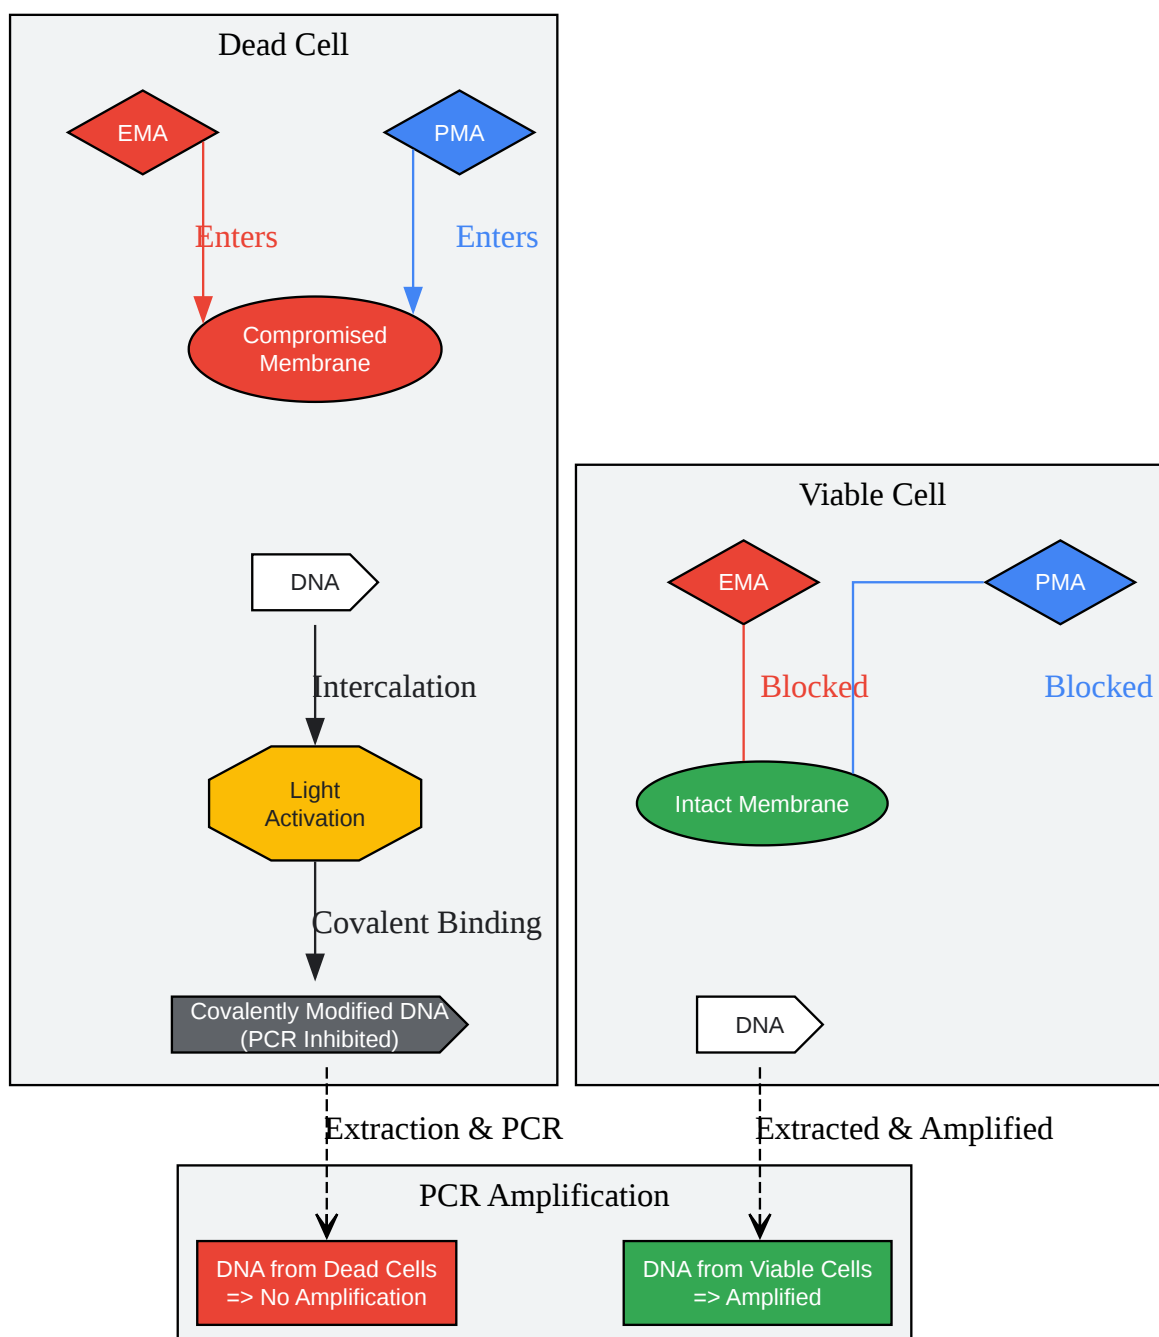 Dead Cell
EMA
PMA
Enters
Enters
Compromised
Membrane
DNA
Intercalation
Light
Activation
Covalent Binding
Covalently Modified DNA
(PCR Inhibited)
Viable Cell
EMA
PMA
Blocked
Blocked
Intact Membrane
DNA
Extraction & PCR
Extracted & Amplified
PCR Amplification
DNA from Dead Cells
=> No Amplification
DNA from Viable Cells
=> Amplified